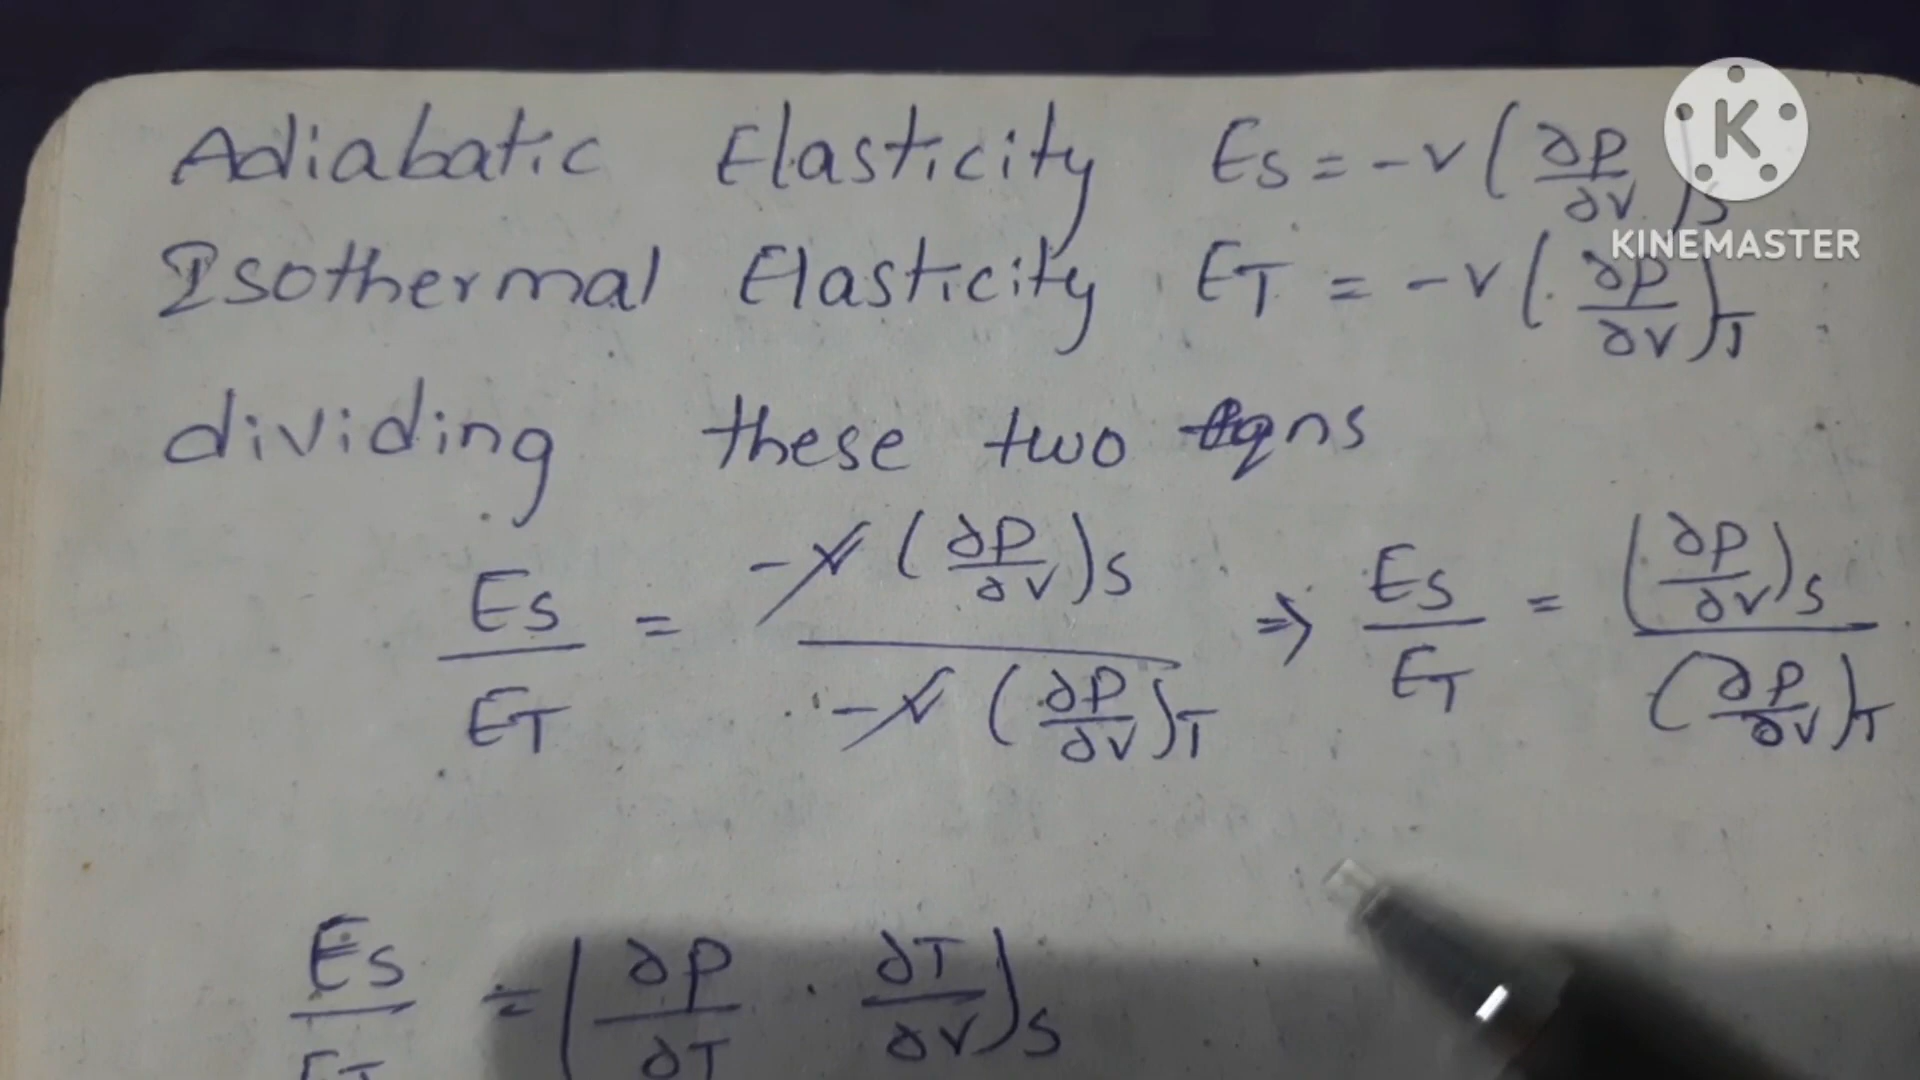 Adiabatic Elasticity Es = -v (∂P/∂v)s
K
KINEMASTER
Isothermal Elasticity ET = -v (∂P/∂v)T
dividing these two eqns
Es/ET = -v (∂P/∂v)s / -v (∂P/∂v)T ⇒ Es/ET = (∂P/∂v)s / (∂P/∂v)T
Es/ET = (∂P/∂T · ∂T/∂v)s